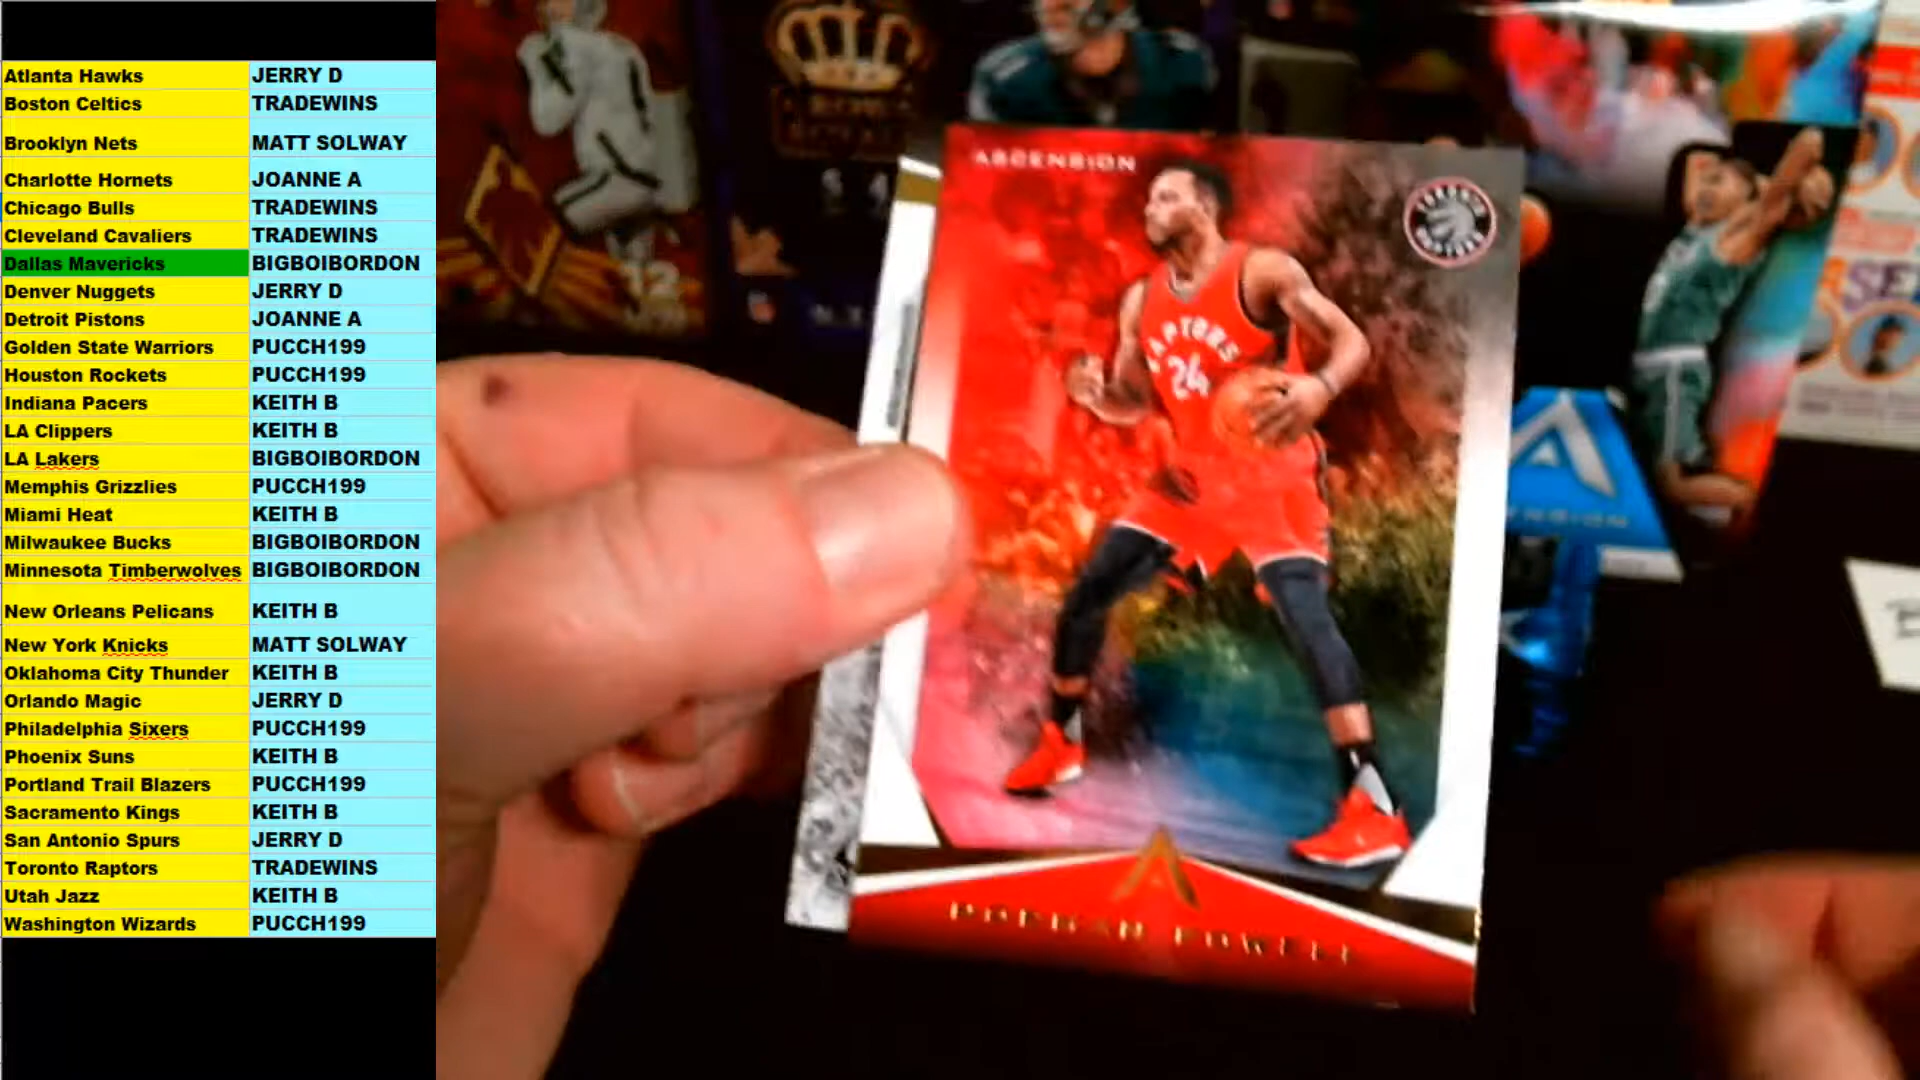 Atlanta Hawks JERRY D
Boston Celtics TRADEWINS
Brooklyn Nets MATT SOLWAY
Charlotte Hornets JOANNE A
Chicago Bulls TRADEWINS
Cleveland Cavaliers TRADEWINS
Dallas Mavericks BIGBOIBORDON
Denver Nuggets JERRY D
Detroit Pistons JOANNE A
Golden State Warriors PUCCH199
Houston Rockets PUCCH199
Indiana Pacers KEITH B
LA Clippers KEITH B
LA Lakers BIGBOIBORDON
Memphis Grizzlies PUCCH199
Miami Heat KEITH B
Milwaukee Bucks BIGBOIBORDON
Minnesota Timberwolves BIGBOIBORDON
New Orleans Pelicans KEITH B
New York Knicks MATT SOLWAY
Oklahoma City Thunder KEITH B
Orlando Magic JERRY D
Philadelphia Sixers PUCCH199
Phoenix Suns KEITH B
Portland Trail Blazers PUCCH199
Sacramento Kings KEITH B
San Antonio Spurs JERRY D
Toronto Raptors TRADEWINS
Utah Jazz KEITH B
Washington Wizards PUCCH199
ASCENSION
TORONTO
RAPTORS
RAPTORS
24
NORMAN POWELL
12